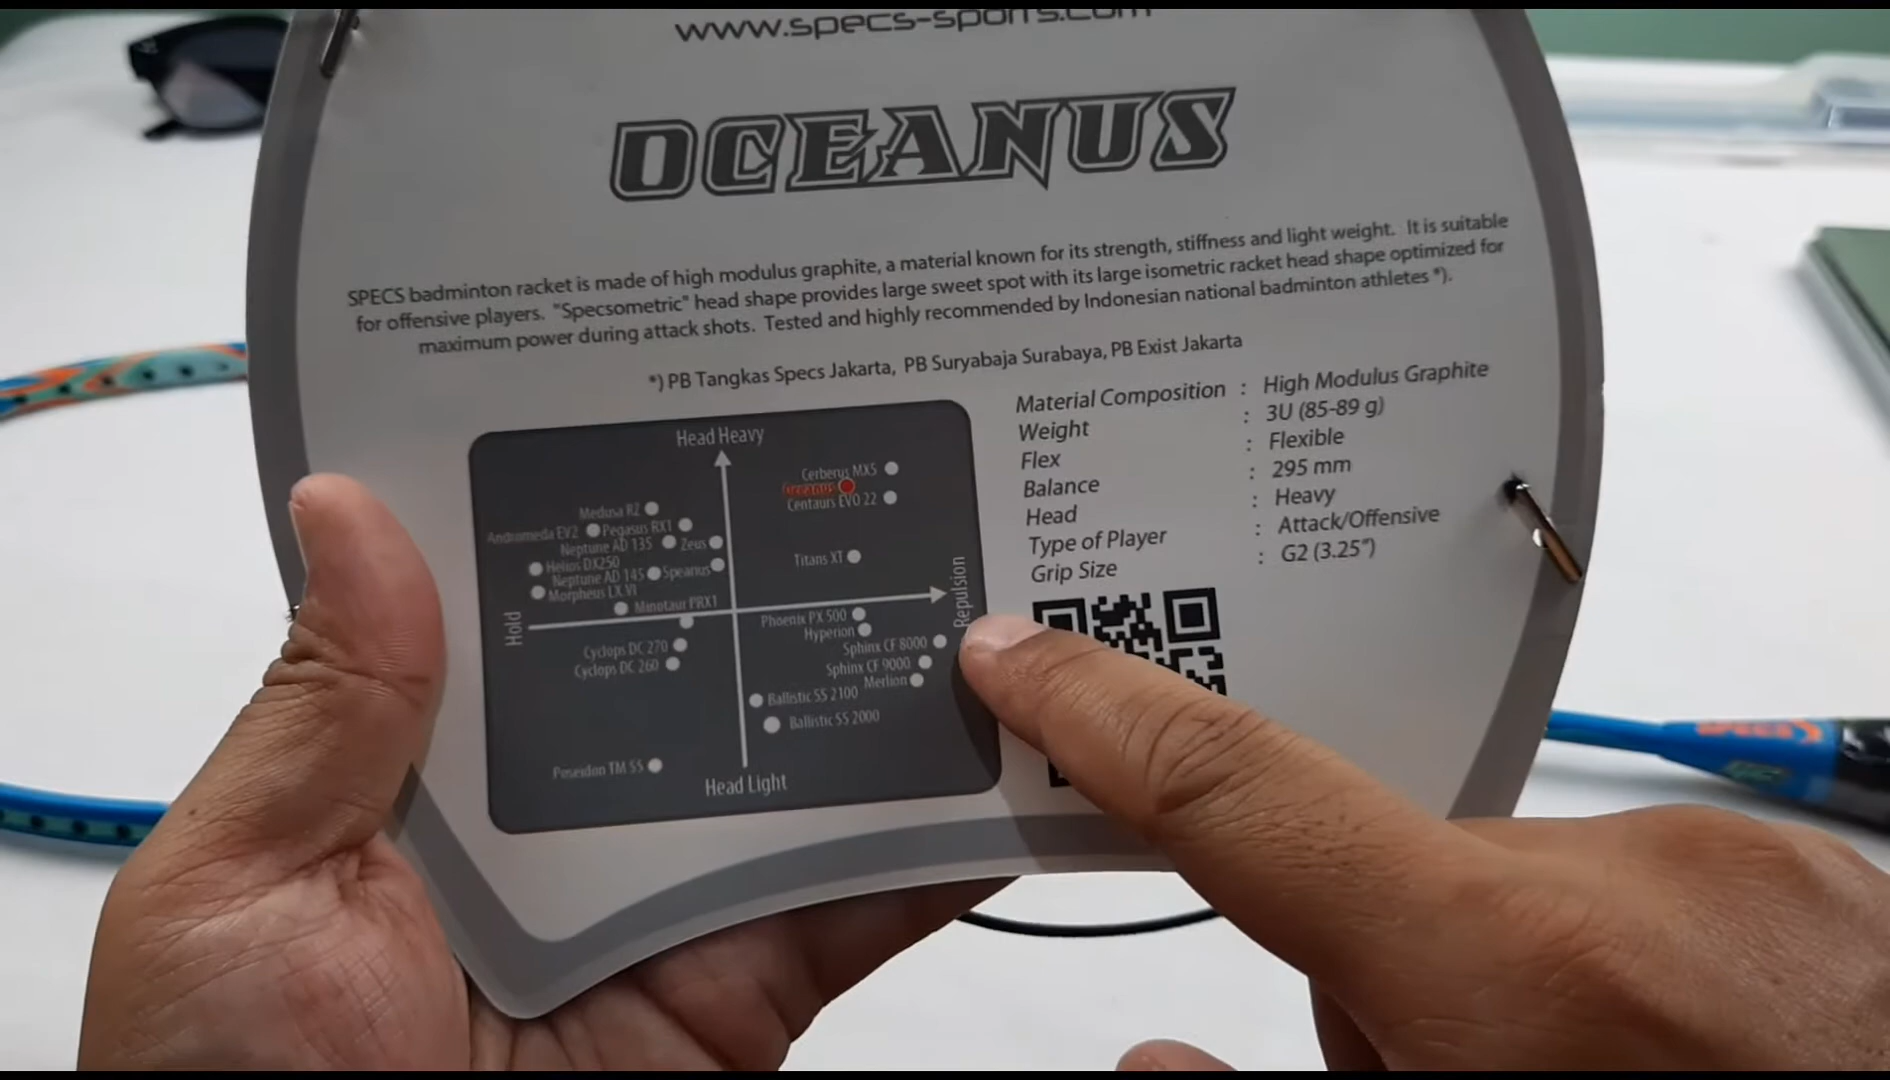 www.specs-sports.com
OCEANUS
SPECS badminton racket is made of high modulus graphite, a material known for its strength, stiffness and light weight. It is suitable
for offensive players. "Specsometric" head shape provides large sweet spot with its large isometric racket head shape optimized for
maximum power during attack shots. Tested and highly recommended by Indonesian national badminton athletes *).
*) PB Tangkas Specs Jakarta, PB Suryabaja Surabaya, PB Exist Jakarta
Material Composition : High Modulus Graphite
Weight : 3U (85-89 g)
Flex : Flexible
Balance : 295 mm
Head : Heavy
Type of Player : Attack/Offensive
Grip Size : G2 (3.25")
Head Heavy
Cerberus MX5
Oceanus
Centaurs EVO 22
Medusa RZ
Andromeda EV2
Pegasus RX1
Neptune AD 135
Zeus
Titans XT
Helios DX250
Neptune AD 145
Spearius
Morpheus LX VI
Minotaur PRX1
Hold
Repulsion
Phoenix PX 500
Hyperion
Cyclops DC 270
Sphinx CF 8000
Cyclops DC 260
Sphinx CF 9000
Merlion
Ballistic SS 2100
Ballistic SS 2000
Poseidon TM 55
Head Light
SPECS